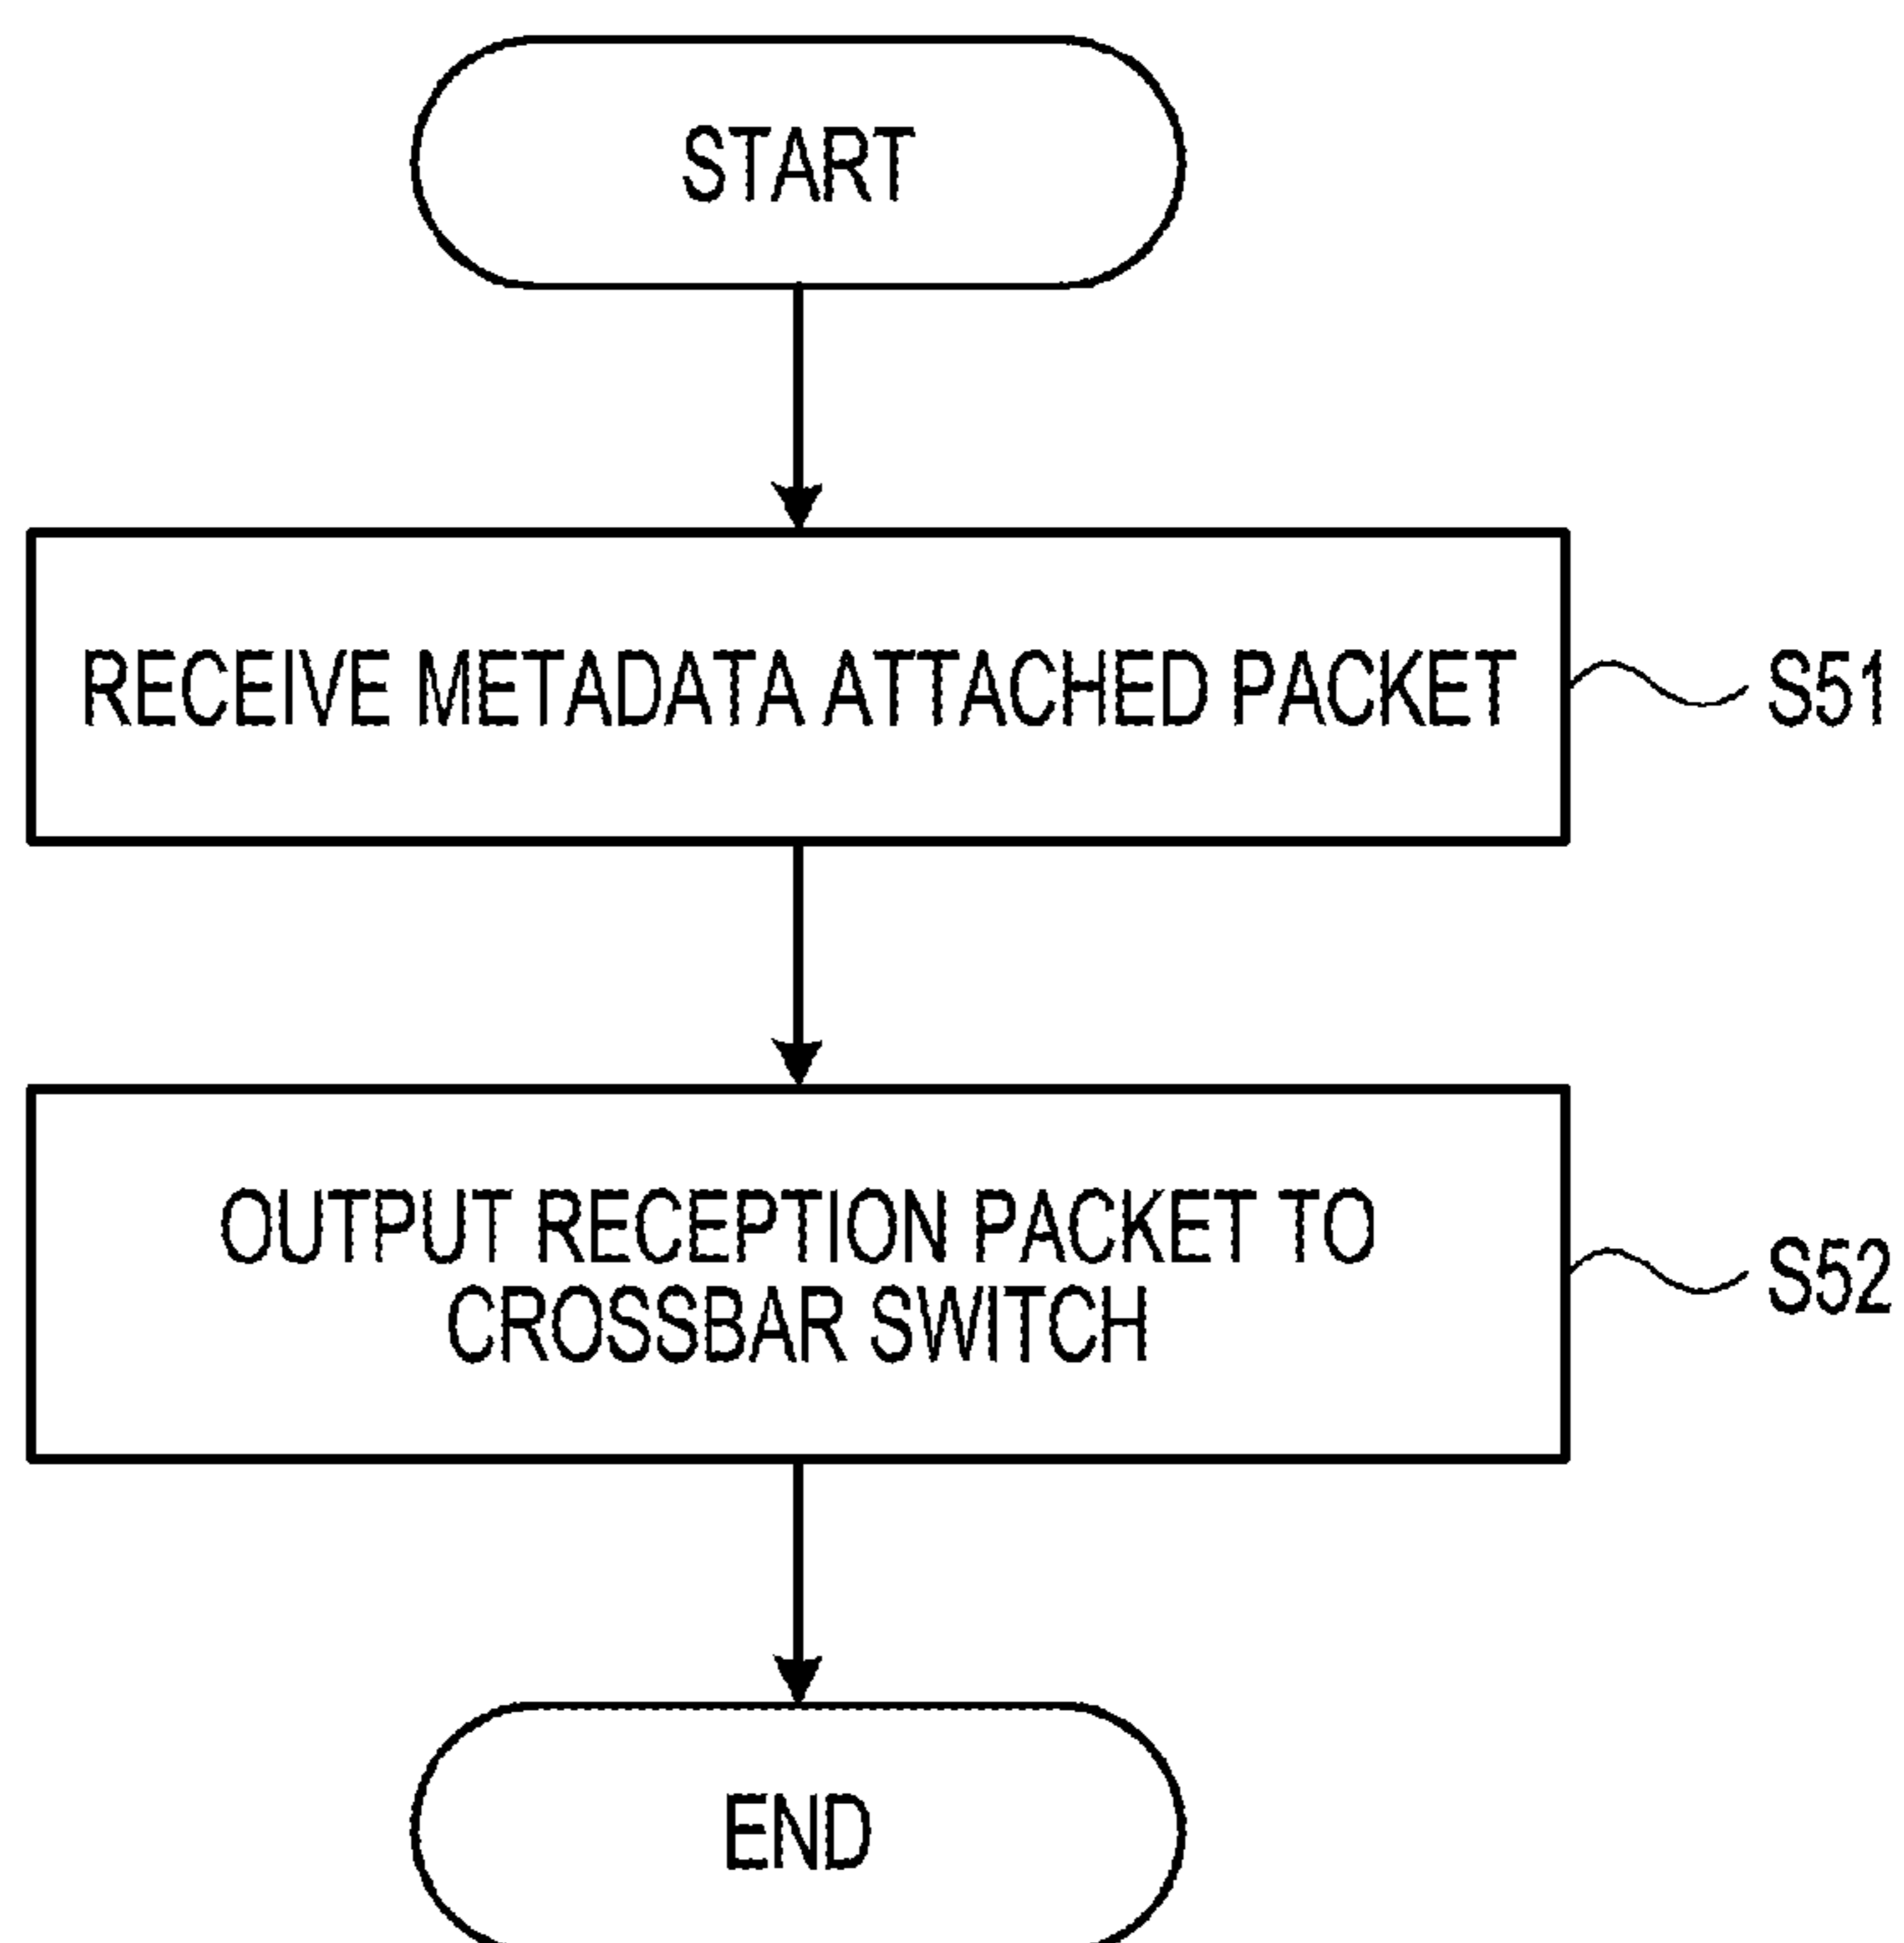 START
RECEIVE METADATA ATTACHED PACKET
S51
OUTPUT RECEPTION PACKET TO
CROSSBAR SWITCH
S52
END